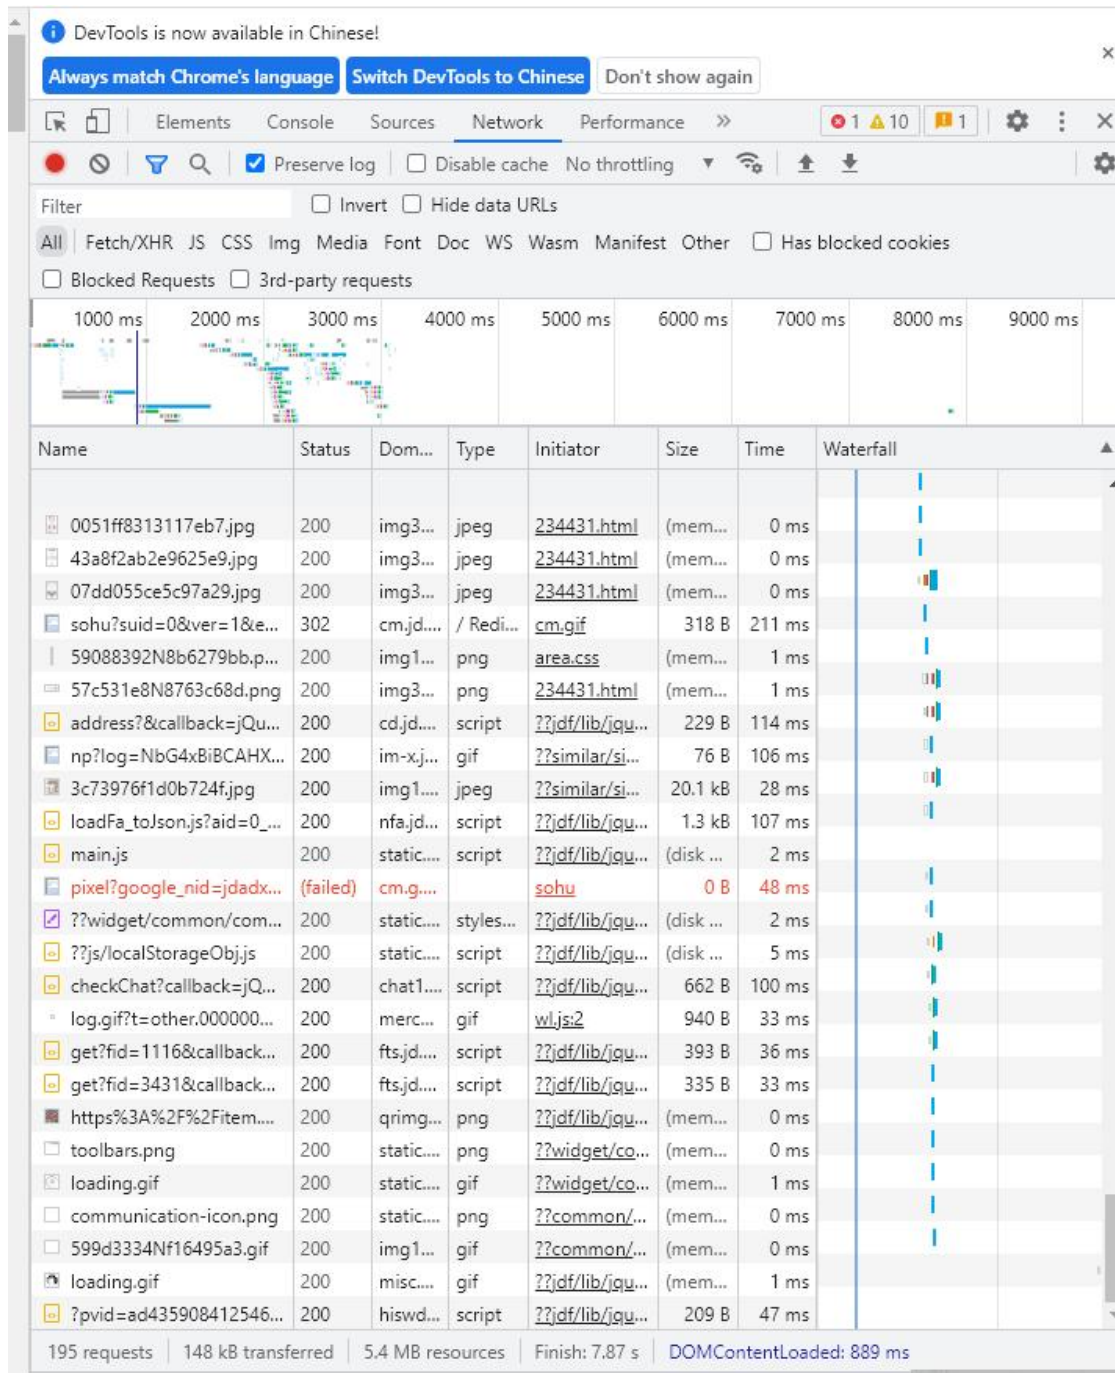 DevTools is now available in Chinese!
Always match Chrome's language Switch DevTools to Chinese Don't show again
Elements Console Sources Network Performance 1 10 1
Preserve log Disable cache No throttling
Filter Invert Hide data URLs
All Fetch/XHR JS CSS Img Media Font Doc WS Wasm Manifest Other Has blocked cookies
Blocked Requests 3rd-party requests
1000 ms 2000 ms 3000 ms 4000 ms 5000 ms 6000 ms 7000 ms 8000 ms 9000 ms
Name Status Dom... Type Initiator Size Time Waterfall
0051ff8313117eb7.jpg 200 img3... jpeg 234431.html (mem... 0 ms
43a8f2ab2e9625e9.jpg 200 img3... jpeg 234431.html (mem... 0 ms
07dd055ce5c97a29.jpg 200 img3... jpeg 234431.html (mem... 0 ms
sohu?suid=0&ver=1&e... 302 cm.jd.... / Redi... cm.gif 318 B 211 ms
59088392N8b6279bb.p... 200 img1... png area.css (mem... 1 ms
57c531e8N8763c68d.png 200 img3... png 234431.html (mem... 1 ms
address?&callback=jQu... 200 cd.jd.... script ??jdf/lib/jqu... 229 B 114 ms
np?log=NbG4xBiBCAHX... 200 im-x.j... gif ??similar/si... 76 B 106 ms
3c73976f1d0b724f.jpg 200 img1.... jpeg ??similar/si... 20.1 kB 28 ms
loadFa_toJson.js?aid=0_... 200 nfa.jd... script ??jdf/lib/jqu... 1.3 kB 107 ms
main.js 200 static.... script ??jdf/lib/jqu... (disk ... 2 ms
pixel?google_nid=jdadx... (failed) cm.g.... sohu 0 B 48 ms
??widget/common/com... 200 static.... styles... ??jdf/lib/jqu... (disk ... 2 ms
??js/localStorageObj.js 200 static.... script ??jdf/lib/jqu... (disk ... 5 ms
checkChat?callback=jQ... 200 chat1.... script ??jdf/lib/jqu... 662 B 100 ms
log.gif?t=other.000000... 200 merc... gif wl.js:2 940 B 33 ms
get?fid=1116&callback... 200 fts.jd.... script ??jdf/lib/jqu... 393 B 36 ms
get?fid=3431&callback... 200 fts.jd.... script ??jdf/lib/jqu... 335 B 33 ms
https%3A%2F%2Fitem.... 200 qrimg... png ??jdf/lib/jqu... (mem... 0 ms
toolbars.png 200 static.... png ??widget/co... (mem... 0 ms
loading.gif 200 static.... gif ??widget/co... (mem... 1 ms
communication-icon.png 200 static.... png ??common/... (mem... 0 ms
599d3334Nf16495a3.gif 200 img1... gif ??common/... (mem... 0 ms
loading.gif 200 misc.... gif ??jdf/lib/jqu... (mem... 1 ms
?pvid=ad435908412546... 200 hiswd... script ??jdf/lib/jqu... 209 B 47 ms
195 requests 148 kB transferred 5.4 MB resources Finish: 7.87 s DOMContentLoaded: 889 ms